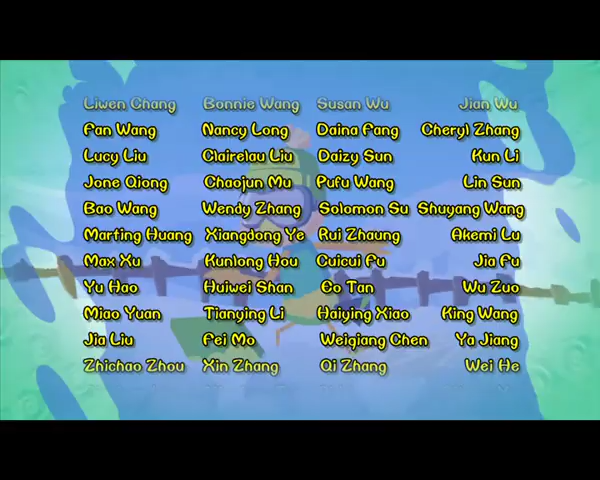 Liwen Chang Bonnie Wang Susan Wu Jian Wu
Fan Wang Nancy Long Daina Fang Cheryl Zhang
Lucy Liu Clairelau Liu Daizy Sun Kun Li
Jone Qiong Chaojun Mu Pufu Wang Lin Sun
Bao Wang Wendy Zhang Solomon Su Shuyang Wang
Marting Huang Xiangdong Ye Rui Zhaung Akemi Lu
Max Xu Kunlong Hou Cuicui Fu Jia Fu
Yu Hao Huiwei Shan Eo Tan Wu Zuo
Miao Yuan Tianying Li Haiying Xiao King Wang
Jia Liu Fei Mo Weiqiang Chen Ya Jiang
Zhichao Zhou Xin Zhang Qi Zhang Wei He